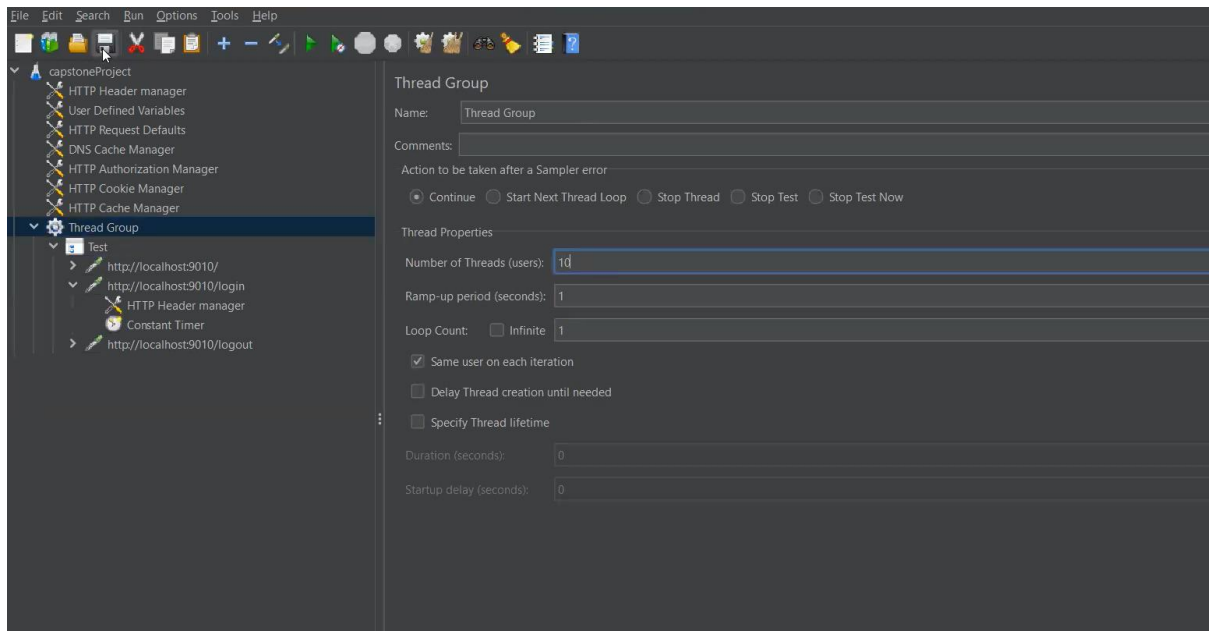 File Edit Search Run Options Tools Help
capstoneProject
HTTP Header manager
User Defined Variables
HTTP Request Defaults
DNS Cache Manager
HTTP Authorization Manager
HTTP Cookie Manager
HTTP Cache Manager
Thread Group
Test
http://localhost:9010/
http://localhost:9010/login
HTTP Header manager
Constant Timer
http://localhost:9010/logout
Thread Group
Name: Thread Group
Comments:
Action to be taken after a Sampler error
Continue Start Next Thread Loop Stop Thread Stop Test Stop Test Now
Thread Properties
Number of Threads (users): 10
Ramp-up period (seconds): 1
Loop Count: Infinite 1
Same user on each iteration
Delay Thread creation until needed
Specify Thread lifetime
Duration (seconds): 0
Startup delay (seconds): 0